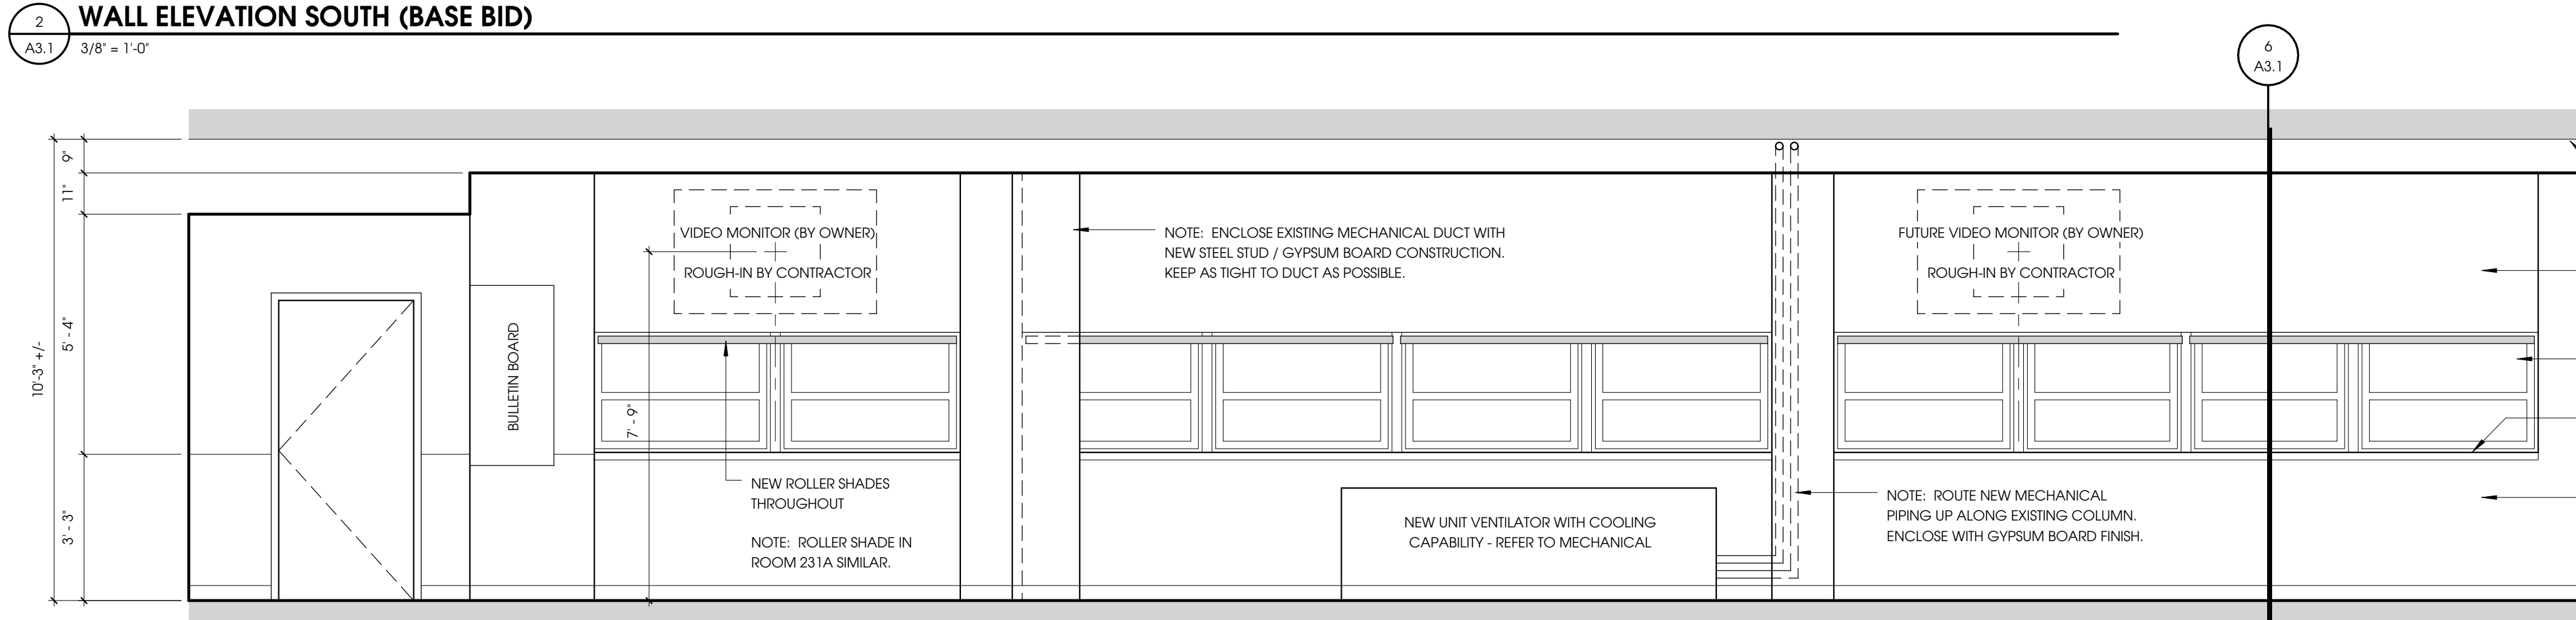 2
A3.1
WALL ELEVATION SOUTH (BASE BID)
3/8" = 1'-0"
6
A3.1
9"
11"
5' - 4"
3' - 3"
10'-3" +/-
BULLETIN BOARD
VIDEO MONITOR (BY OWNER)
ROUGH-IN BY CONTRACTOR
7' - 9"
NEW ROLLER SHADES
THROUGHOUT
NOTE:  ROLLER SHADE IN
ROOM 231A SIMILAR.
NOTE:  ENCLOSE EXISTING MECHANICAL DUCT WITH
NEW STEEL STUD / GYPSUM BOARD CONSTRUCTION.
KEEP AS TIGHT TO DUCT AS POSSIBLE.
NEW UNIT VENTILATOR WITH COOLING
CAPABILITY - REFER TO MECHANICAL
FUTURE VIDEO MONITOR (BY OWNER)
ROUGH-IN BY CONTRACTOR
NOTE:  ROUTE NEW MECHANICAL
PIPING UP ALONG EXISTING COLUMN.
ENCLOSE WITH GYPSUM BOARD FINISH.